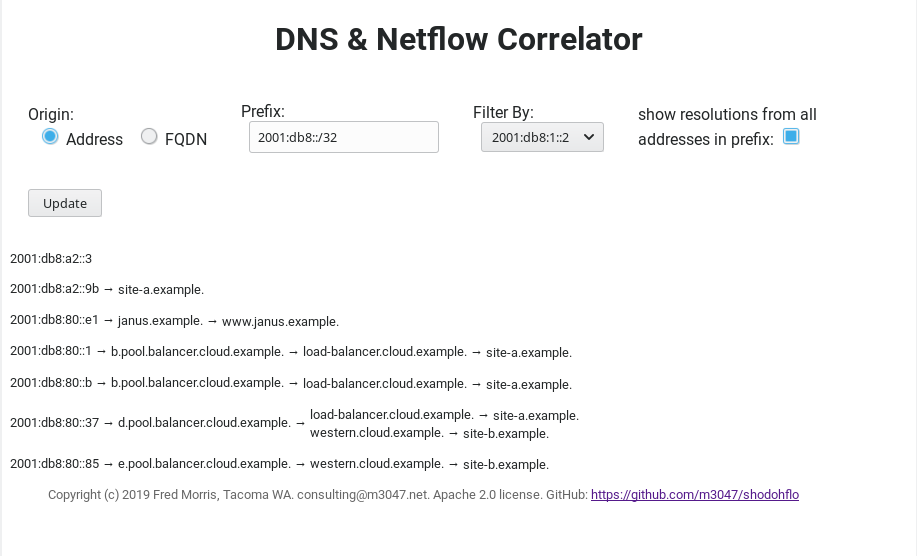 DNS & Netflow Correlator
Origin:
Address FQDN
Prefix:
2001:db8::/32
Filter By:
2001:db8:1::2
show resolutions from all
addresses in prefix:
Update
2001:db8:a2::3
2001:db8:a2::9b → site-a.example.
2001:db8:80::e1 → janus.example. → www.janus.example.
2001:db8:80::1 → b.pool.balancer.cloud.example. → load-balancer.cloud.example. → site-a.example.
2001:db8:80::b → b.pool.balancer.cloud.example. → load-balancer.cloud.example. → site-a.example.
2001:db8:80::37 → d.pool.balancer.cloud.example. → load-balancer.cloud.example. → site-a.example.
western.cloud.example. → site-b.example.
2001:db8:80::85 → e.pool.balancer.cloud.example. → western.cloud.example. → site-b.example.
Copyright (c) 2019 Fred Morris, Tacoma WA. consulting@m3047.net. Apache 2.0 license. GitHub: https://github.com/m3047/shodohflo